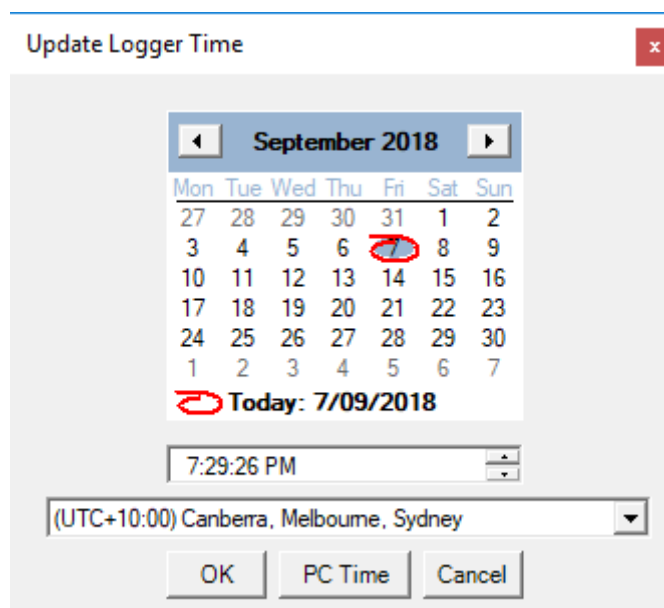 Update Logger Time
x
September 2018
Mon Tue Wed Thu Fri Sat Sun
27 28 29 30 31 1 2
3 4 5 6 7 8 9
10 11 12 13 14 15 16
17 18 19 20 21 22 23
24 25 26 27 28 29 30
1 2 3 4 5 6 7
Today: 7/09/2018
7:29:26 PM
(UTC+10:00) Canberra, Melbourne, Sydney
OK PC Time Cancel